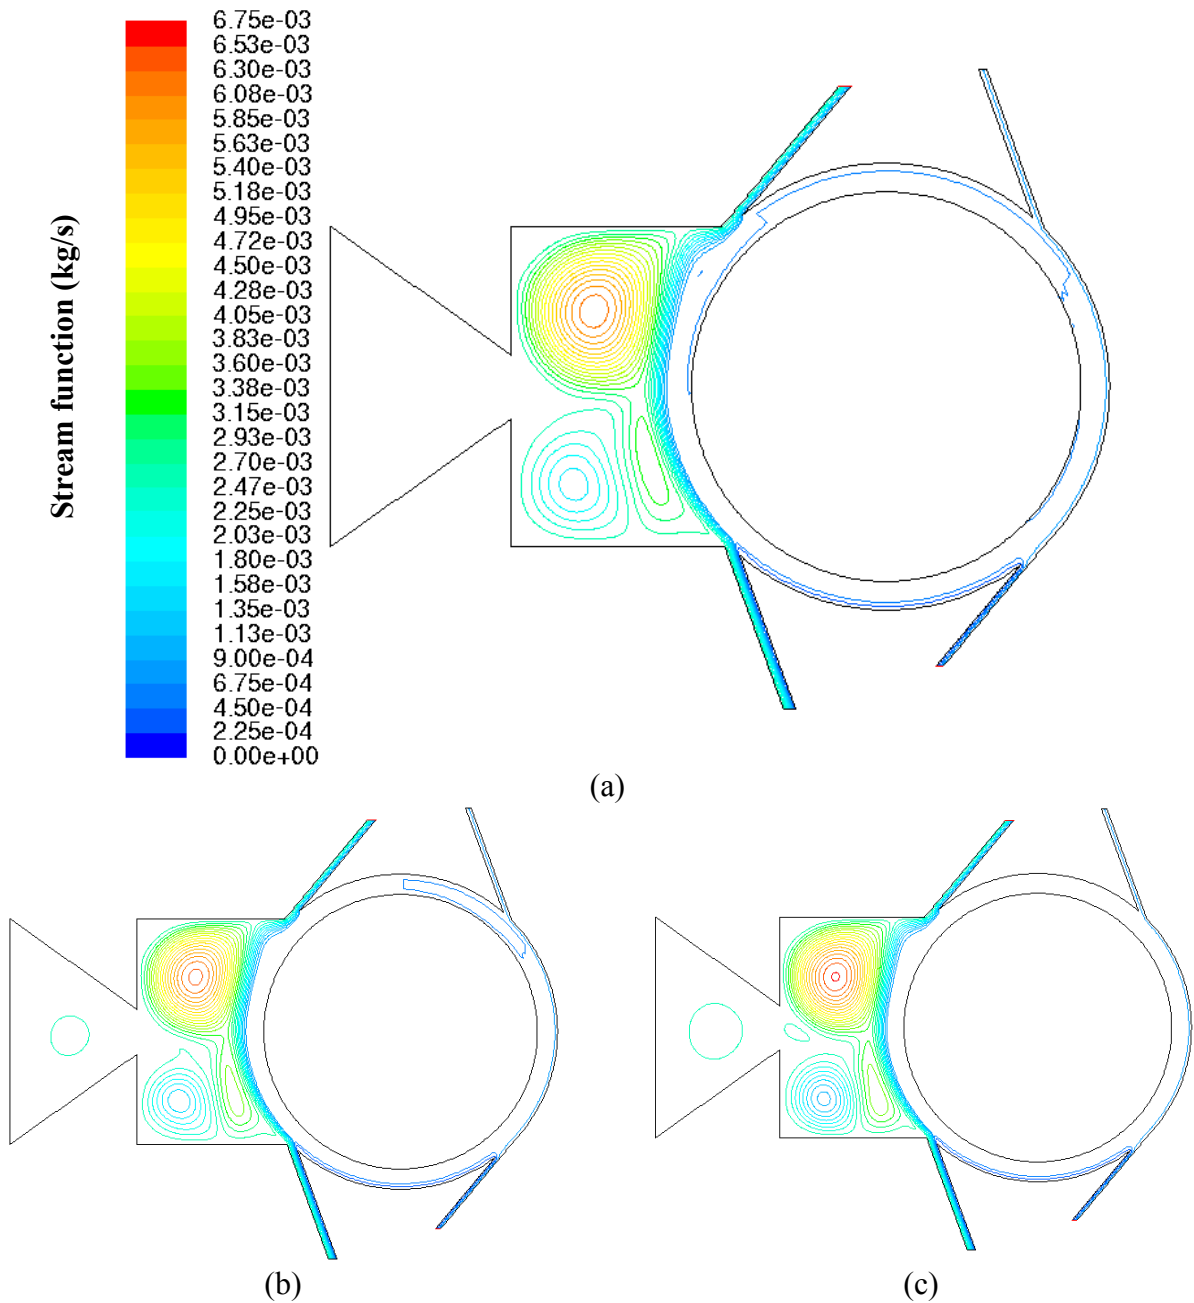 6.75e-03
6.53e-03
6.30e-03
6.08e-03
5.85e-03
5.63e-03
5.40e-03
5.18e-03
4.95e-03
4.72e-03
4.50e-03
4.28e-03
4.05e-03
3.83e-03
3.60e-03
3.38e-03
3.15e-03
2.93e-03
2.70e-03
2.47e-03
2.25e-03
2.03e-03
1.80e-03
1.58e-03
1.35e-03
1.13e-03
9.00e-04
6.75e-04
4.50e-04
2.25e-04
0.00e+00
Stream function (kg/s)
(a)
(b)
(c)